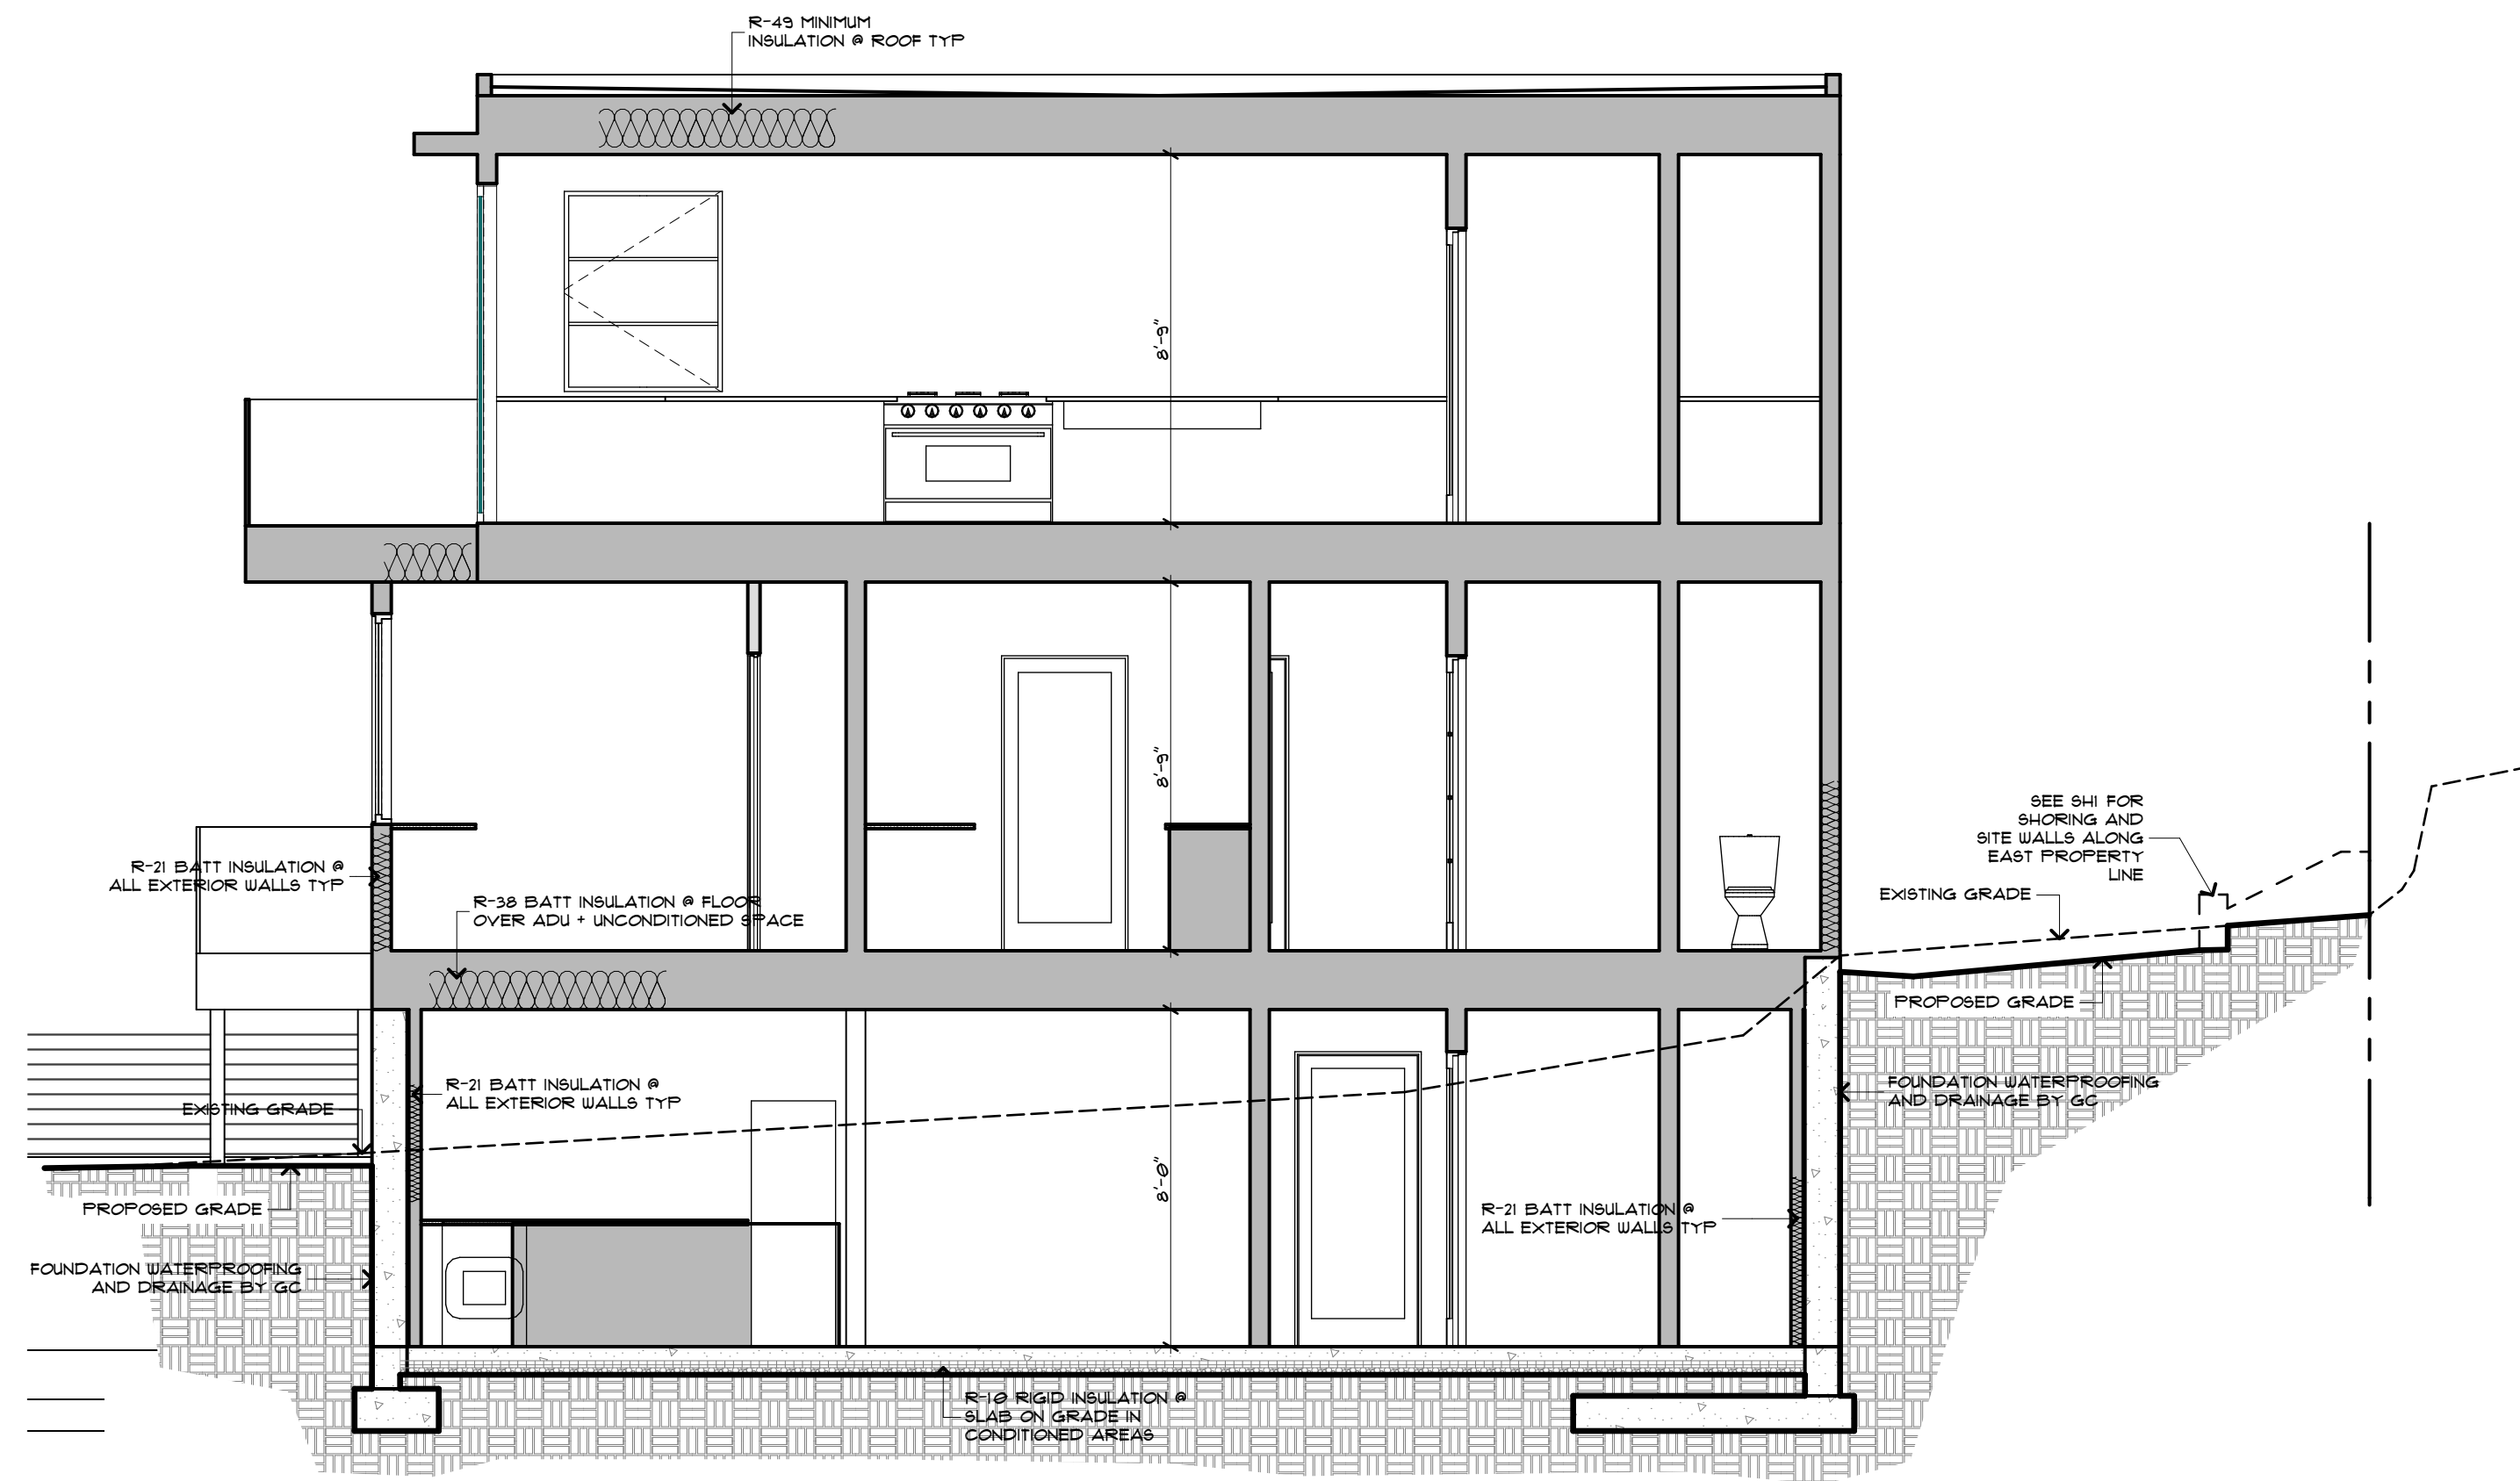 R-49 MINIMUM
INSULATION @ ROOF TYP
8'-9"
8'-9"
SEE SH1 FOR
SHORING AND
SITE WALLS ALONG
EAST PROPERTY
LINE
R-21 BATT INSULATION @
ALL EXTERIOR WALLS TYP
EXISTING GRADE
R-38 BATT INSULATION @ FLOOR
OVER ADU + UNCONDITIONED SPACE
PROPOSED GRADE
R-21 BATT INSULATION @
ALL EXTERIOR WALLS TYP
FOUNDATION WATERPROOFING
AND DRAINAGE BY GC
EXISTING GRADE
8'-0"
PROPOSED GRADE
R-21 BATT INSULATION @
ALL EXTERIOR WALLS TYP
FOUNDATION WATERPROOFING
AND DRAINAGE BY GC
R-10 RIGID INSULATION @
SLAB ON GRADE IN
CONDITIONED AREAS